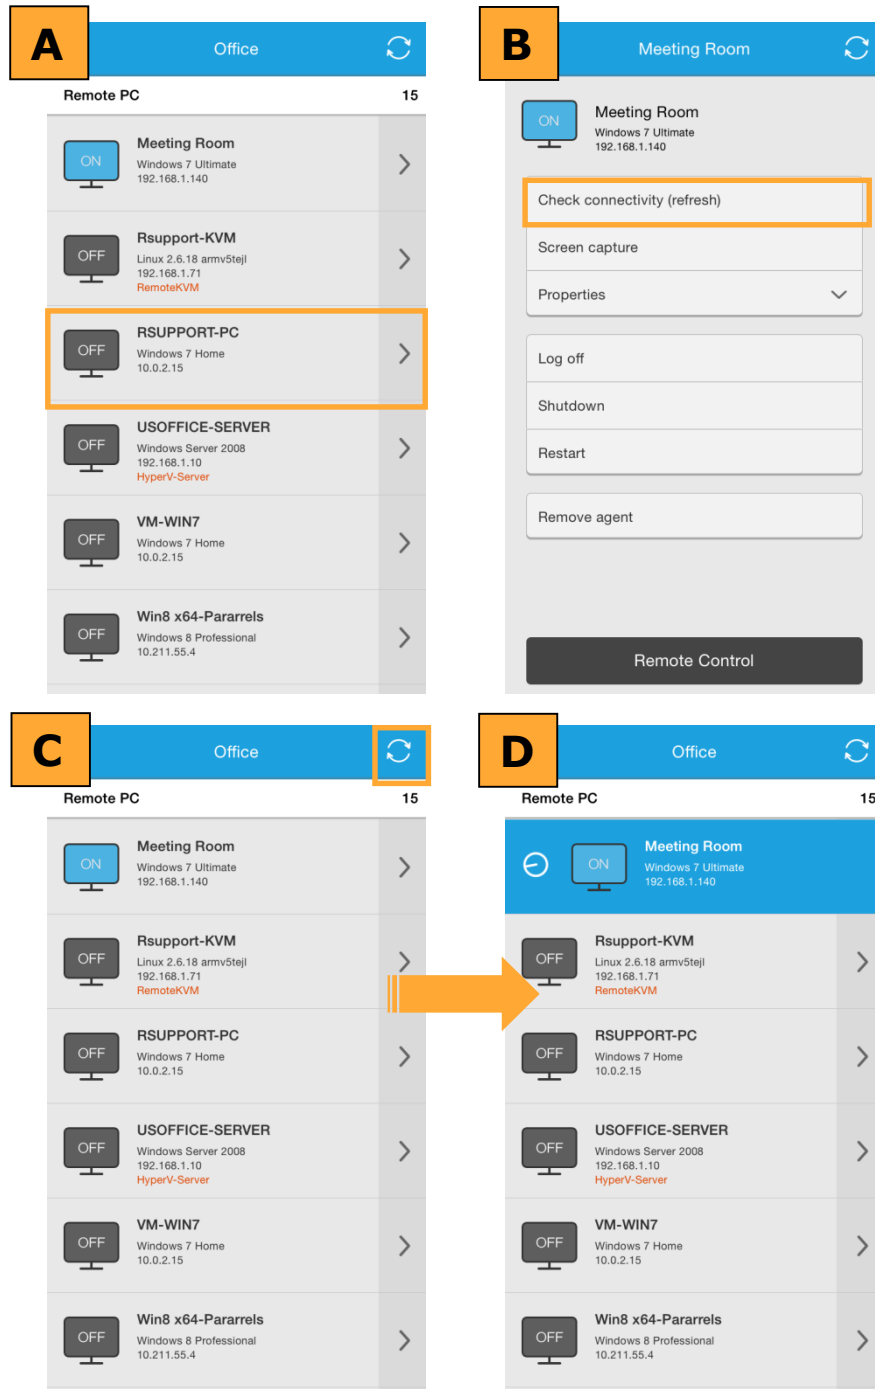 A
Office
Remote PC 15
ON
Meeting Room
Windows 7 Ultimate
192.168.1.140
OFF
Rsupport-KVM
Linux 2.6.18 armv5tejl
192.168.1.71
RemoteKVM
OFF
RSUPPORT-PC
Windows 7 Home
10.0.2.15
OFF
USOFFICE-SERVER
Windows Server 2008
192.168.1.10
HyperV-Server
OFF
VM-WIN7
Windows 7 Home
10.0.2.15
OFF
Win8 x64-Pararrels
Windows 8 Professional
10.211.55.4
B
Meeting Room
ON
Meeting Room
Windows 7 Ultimate
192.168.1.140
Check connectivity (refresh)
Screen capture
Properties
Log off
Shutdown
Restart
Remove agent
Remote Control
C
Office
Remote PC 15
ON
Meeting Room
Windows 7 Ultimate
192.168.1.140
OFF
Rsupport-KVM
Linux 2.6.18 armv5tejl
192.168.1.71
RemoteKVM
OFF
RSUPPORT-PC
Windows 7 Home
10.0.2.15
OFF
USOFFICE-SERVER
Windows Server 2008
192.168.1.10
HyperV-Server
OFF
VM-WIN7
Windows 7 Home
10.0.2.15
OFF
Win8 x64-Pararrels
Windows 8 Professional
10.211.55.4
D
Office
Remote PC 15
ON
Meeting Room
Windows 7 Ultimate
192.168.1.140
OFF
Rsupport-KVM
Linux 2.6.18 armv5tejl
192.168.1.71
RemoteKVM
OFF
RSUPPORT-PC
Windows 7 Home
10.0.2.15
OFF
USOFFICE-SERVER
Windows Server 2008
192.168.1.10
HyperV-Server
OFF
VM-WIN7
Windows 7 Home
10.0.2.15
OFF
Win8 x64-Pararrels
Windows 8 Professional
10.211.55.4